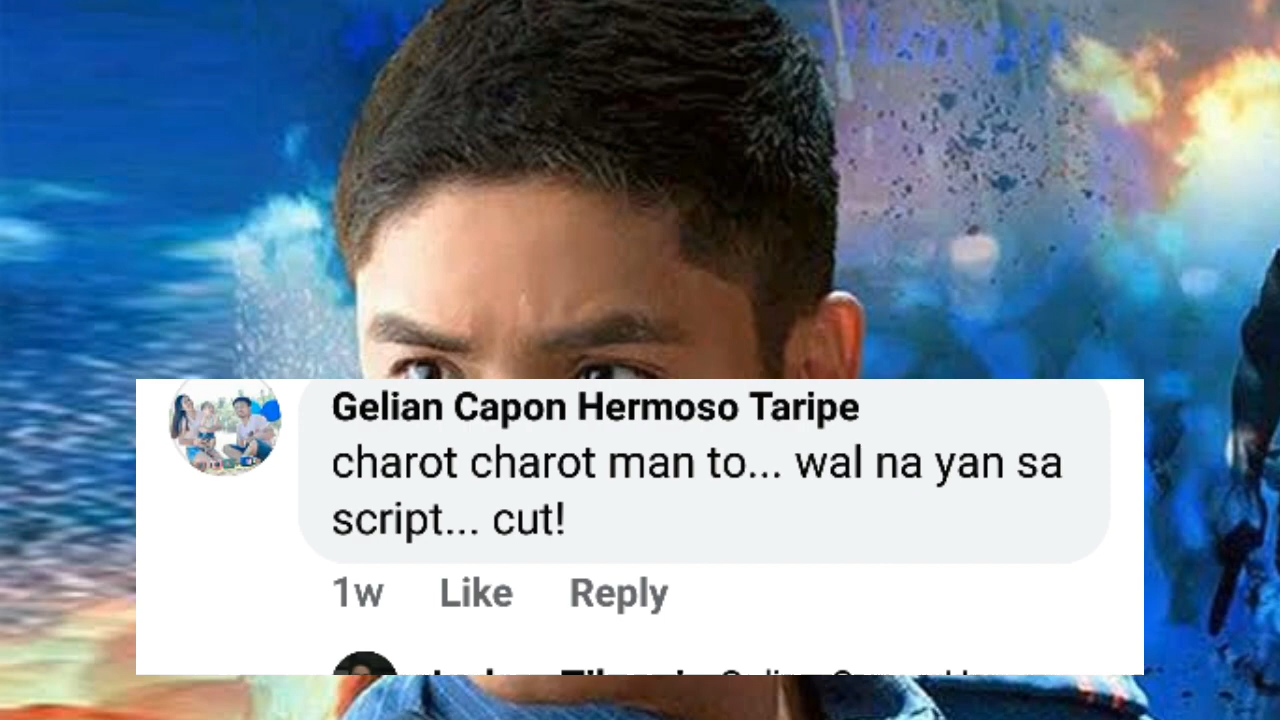 Gelian Capon Hermoso Taripe
charot charot man to... wal na yan sa
script... cut!
1w Like Reply